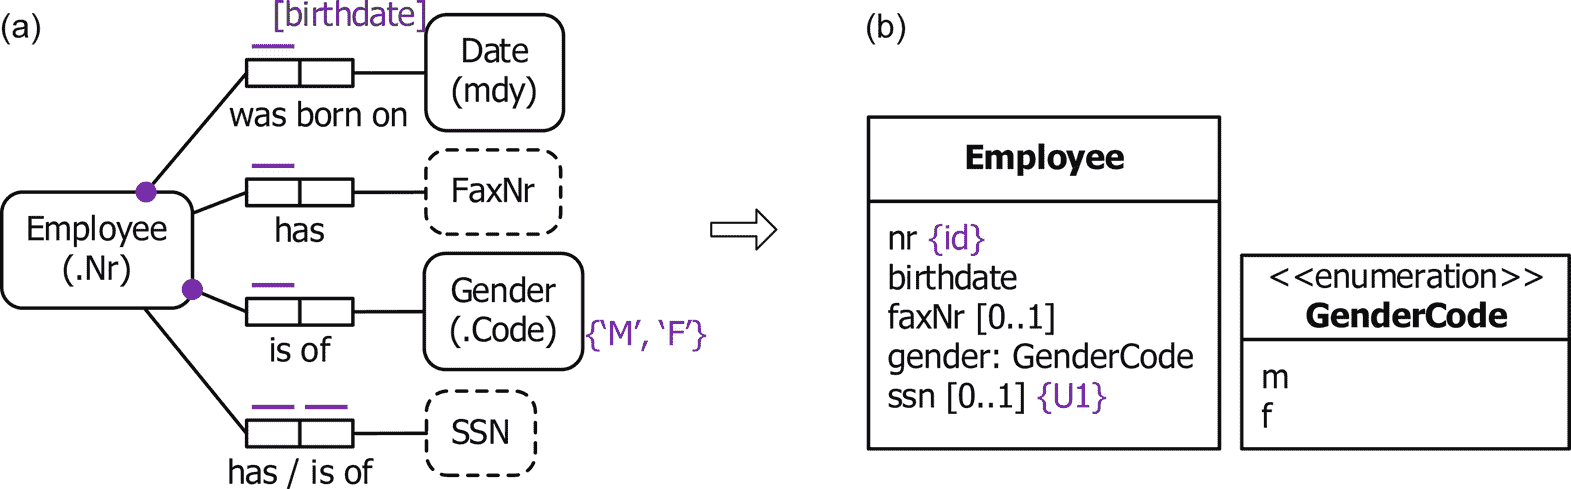 (a)
[birthdate]
Date
(mdy)
was born on
FaxNr
has
Employee
(.Nr)
Gender
(.Code)
{‘M’, ‘F’}
is of
SSN
has / is of
(b)
Employee
nr {id}
birthdate
faxNr [0..1]
gender: GenderCode
ssn [0..1] {U1}
<<enumeration>>
GenderCode
m
f